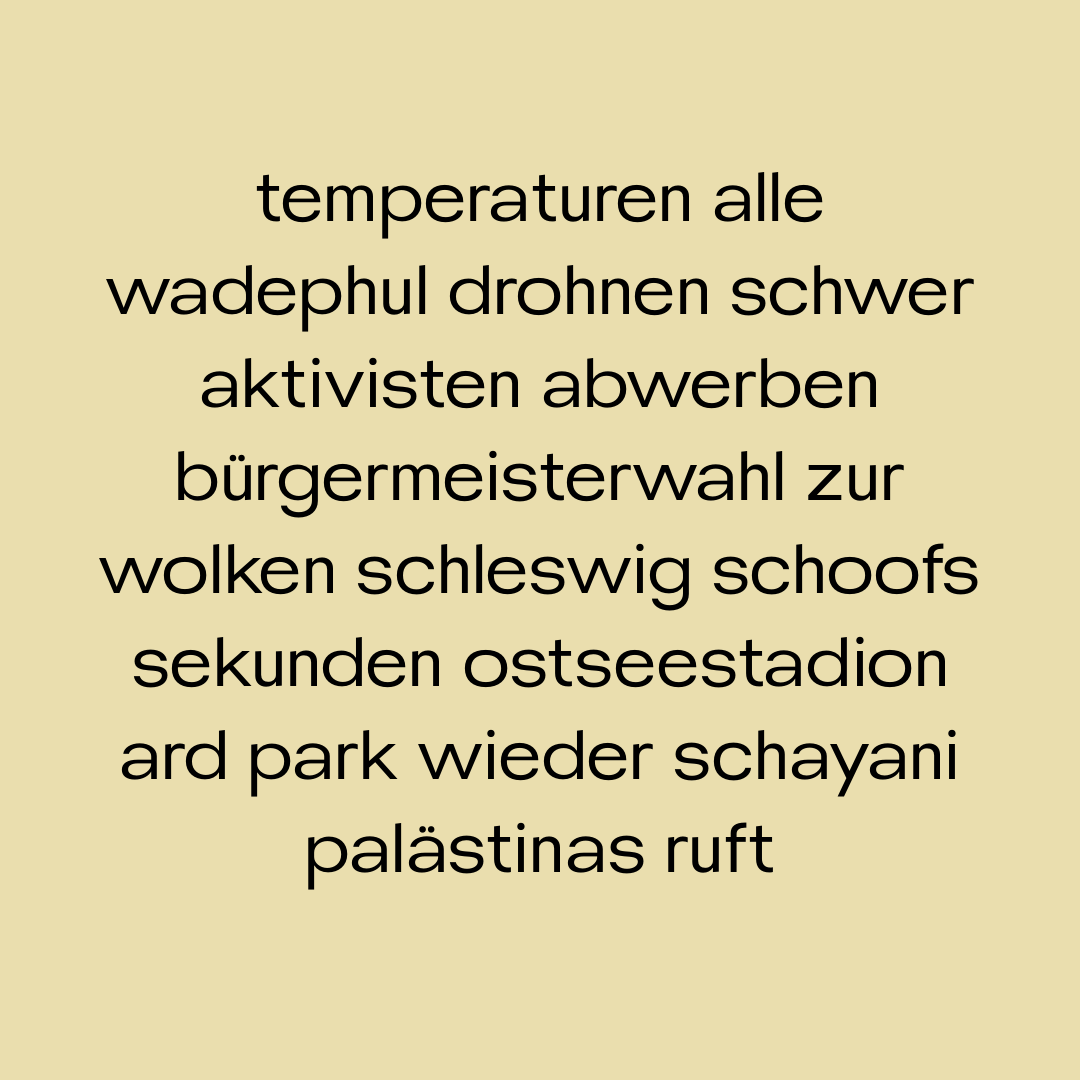 temperaturen alle
wadephul drohnen schwer
aktivisten abwerben
bürgermeisterwahl zur
wolken schleswig schoofs
sekunden ostseestadion
ard park wieder schayani
palästinas ruft